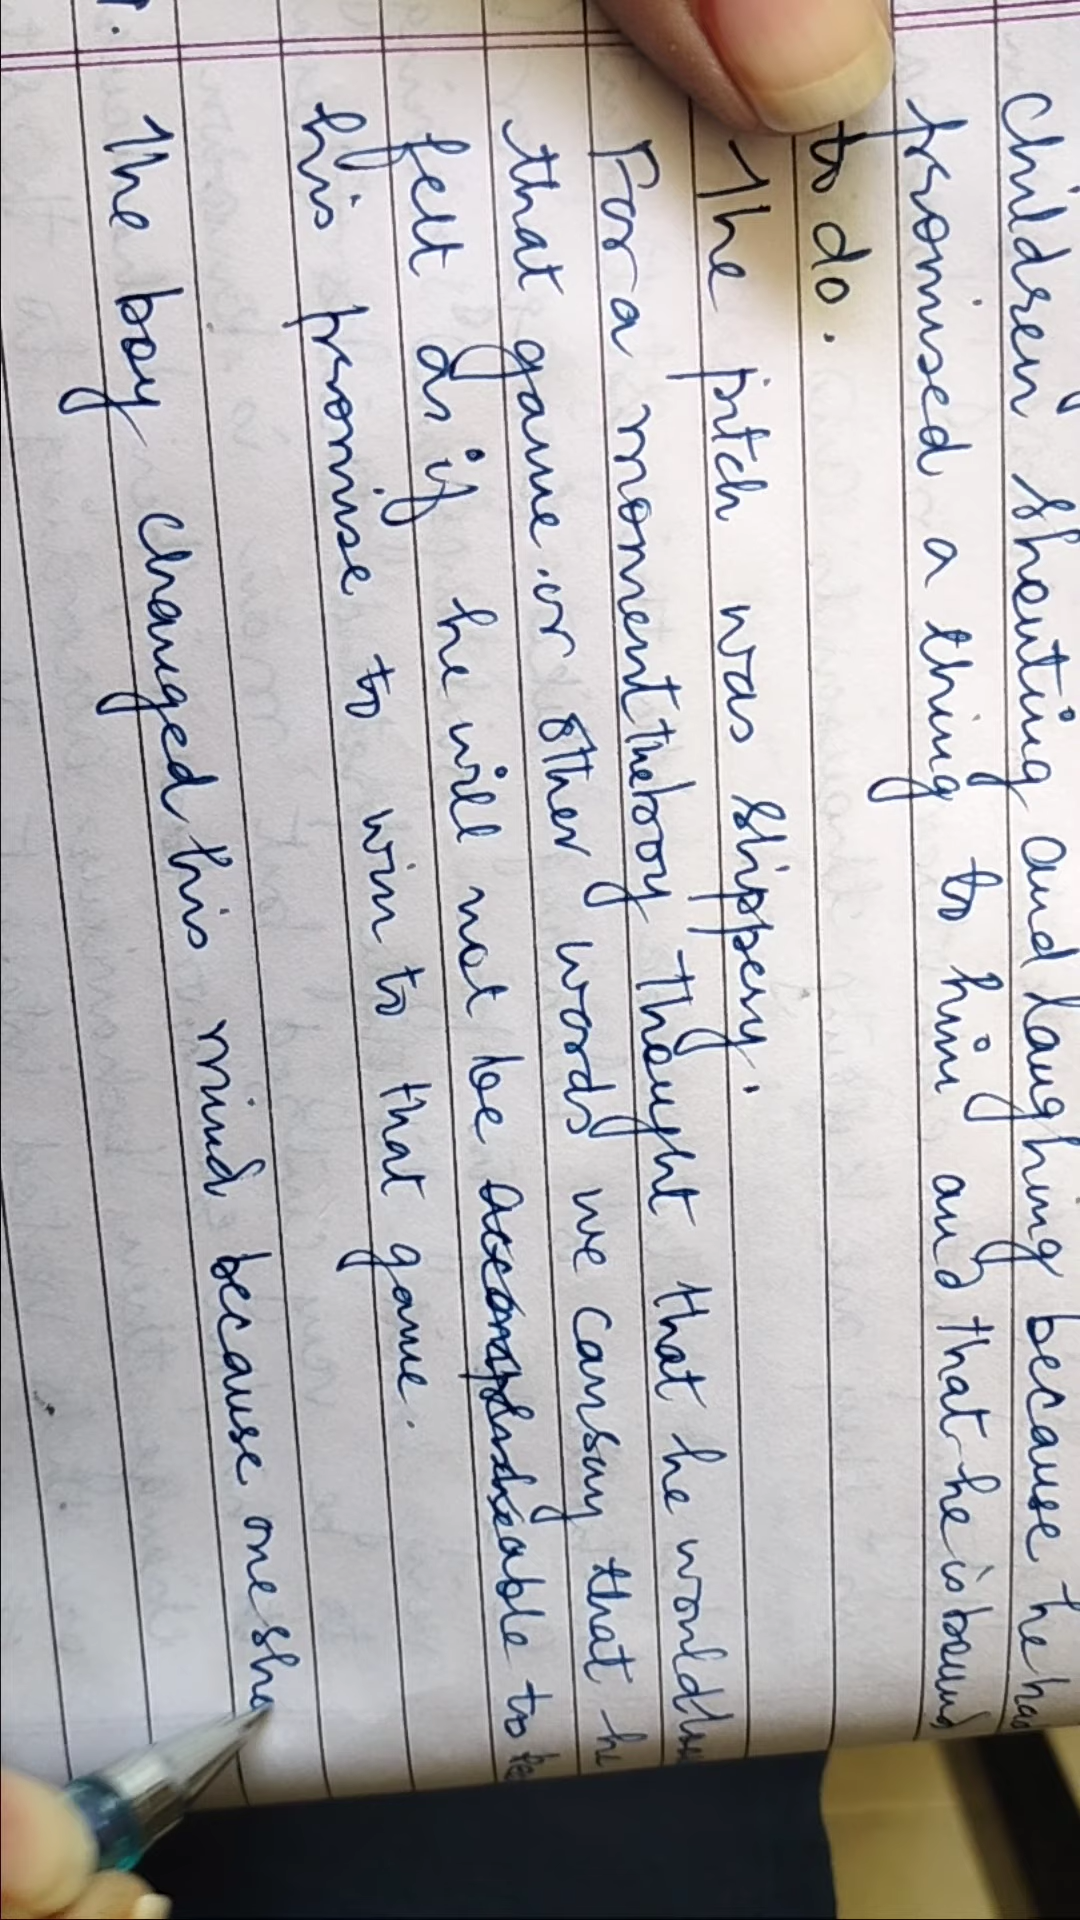 children shouting and laughing because he has
promised a thing to him and that he is bound
to do.
The pitch was slippery.
For a moment the boy thought that he would
that game. or other words we can say that he
felt as if he will not be able to
his promise to win to that game.
The boy changed his mind because one sho